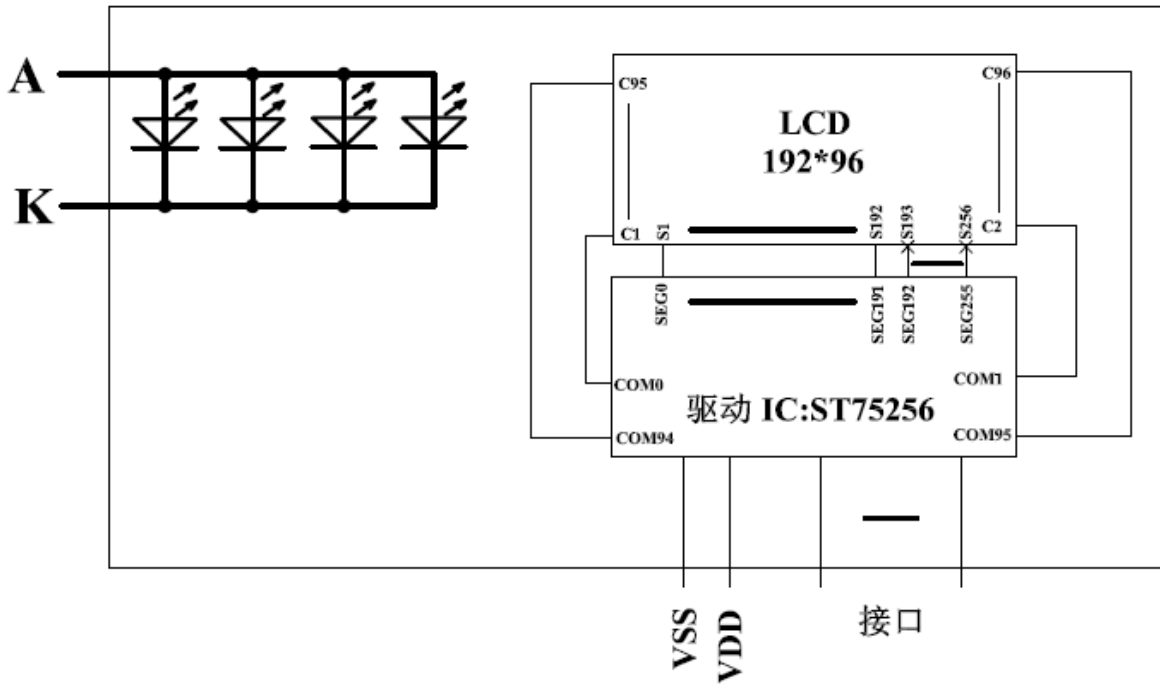 A
K
C95
C96
LCD
192*96
C1
S1
S192
S193
S256
C2
SEG0
SEG191
SEG192
SEG255
COM0
COM1
驱动 IC:ST75256
COM94
COM95
VSS
VDD
接口